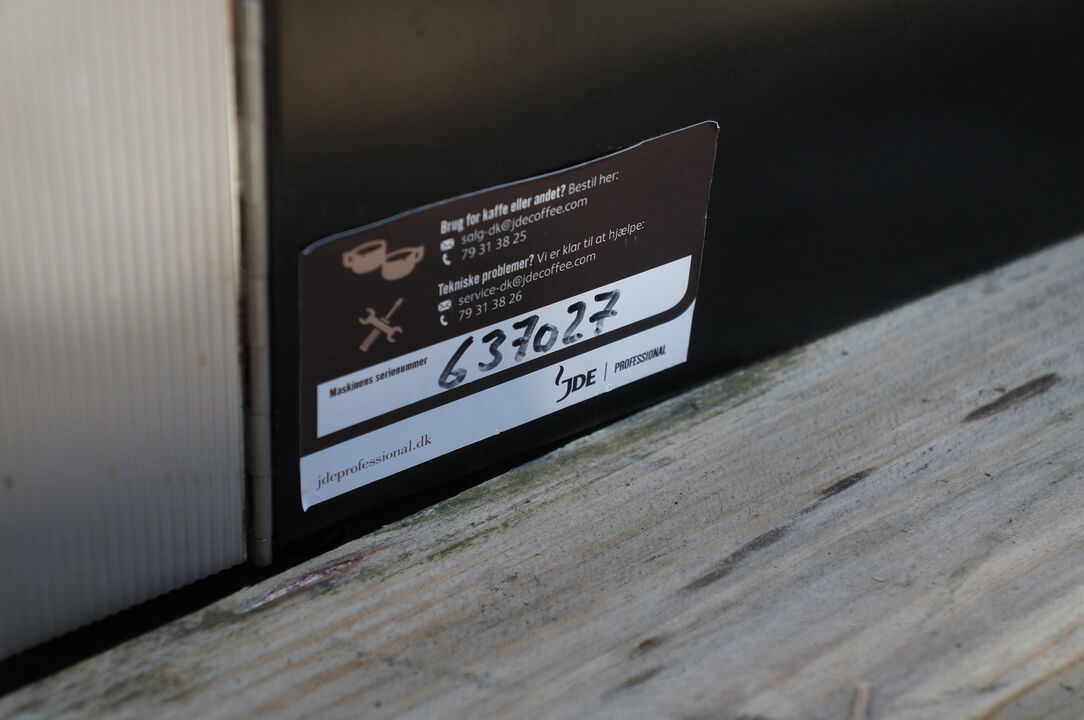 Brug for kaffe eller andet? Bestil her:
salg-dk@jdecoffee.com
79 31 38 25
Tekniske problemer? Vi er klar til at hjælpe:
service-dk@jdecoffee.com
79 31 38 26
Maskinens serienummer 637027
JDE | PROFESSIONAL
jdeprofessional.dk